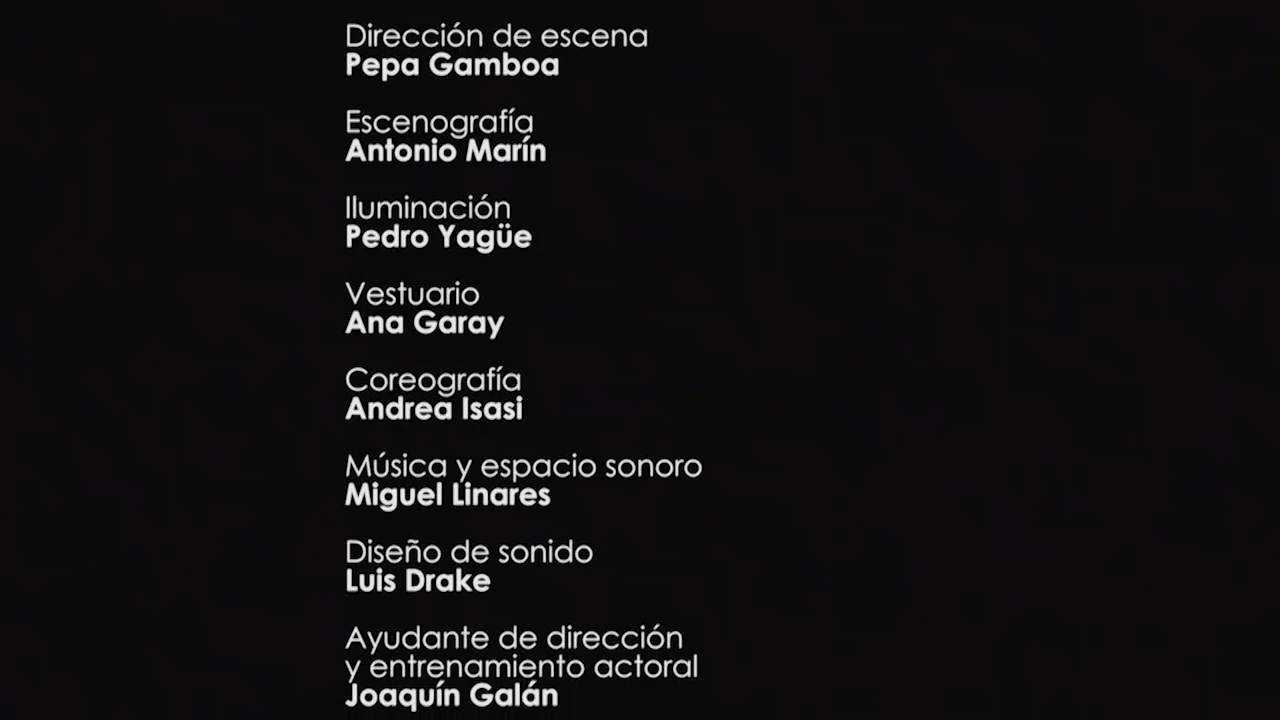 Dirección de escena
Pepa Gamboa
Escenografía
Antonio Marín
Iluminación
Pedro Yagüe
Vestuario
Ana Garay
Coreografía
Andrea Isasi
Música y espacio sonoro
Miguel Linares
Diseño de sonido
Luis Drake
Ayudante de dirección
y entrenamiento actoral
Joaquín Galán